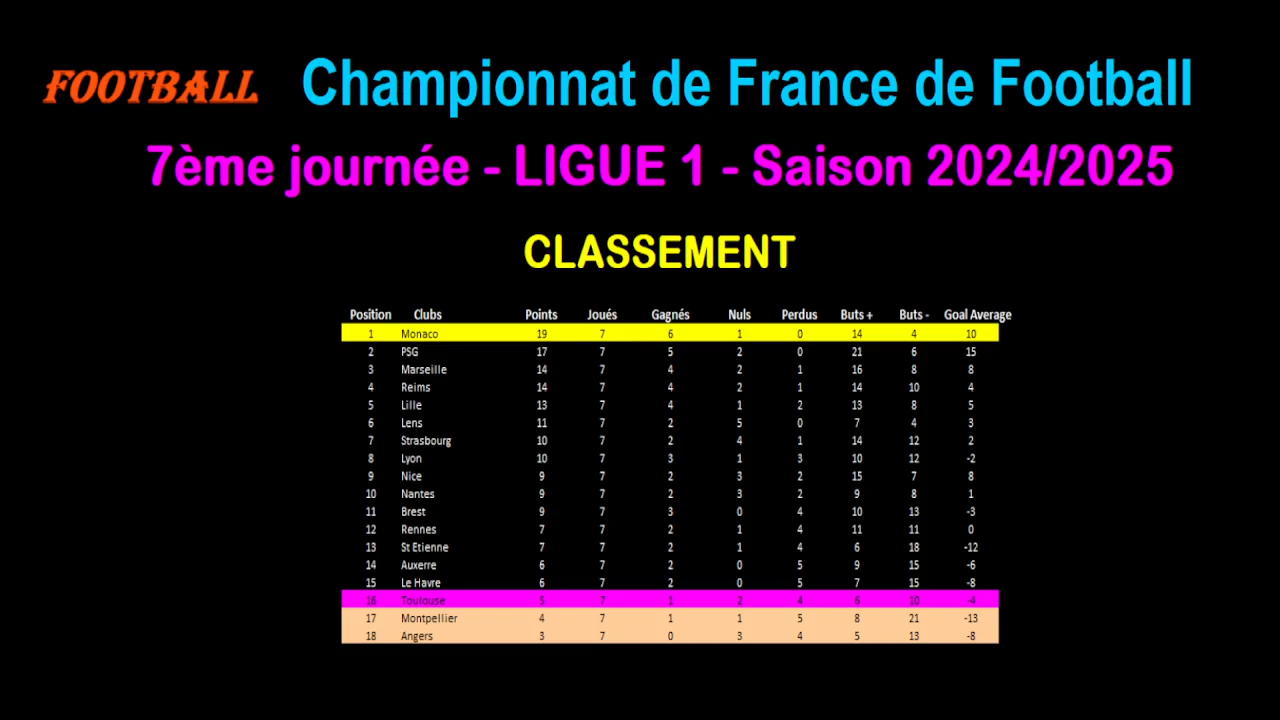 FOOTBALL Championnat de France de Football
7ème journée - LIGUE 1 - Saison 2024/2025
CLASSEMENT
Position Clubs Points Joués Gagnés Nuls Perdus Buts + Buts - Goal Average
1 Monaco 19 7 6 1 0 14 4 10
2 PSG 17 7 5 2 0 21 6 15
3 Marseille 14 7 4 2 1 16 8 8
4 Reims 14 7 4 2 1 14 10 4
5 Lille 13 7 4 1 2 13 8 5
6 Lens 11 7 2 5 0 7 4 3
7 Strasbourg 10 7 2 4 1 14 12 2
8 Lyon 10 7 3 1 3 10 12 -2
9 Nice 9 7 2 3 2 15 7 8
10 Nantes 9 7 2 3 2 9 8 1
11 Brest 9 7 3 0 4 10 13 -3
12 Rennes 7 7 2 1 4 11 11 0
13 St Etienne 7 7 2 1 4 6 18 -12
14 Auxerre 6 7 2 0 5 9 15 -6
15 Le Havre 6 7 2 0 5 7 15 -8
16 Toulouse 5 7 1 2 4 6 10 -4
17 Montpellier 4 7 1 1 5 8 21 -13
18 Angers 3 7 0 3 4 5 13 -8